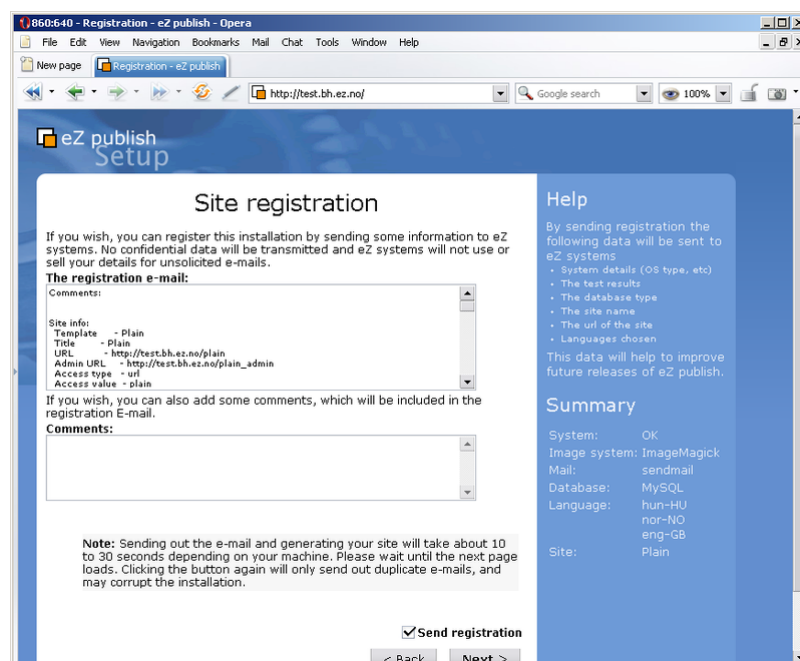 860:640 - Registration - eZ publish - Opera
File Edit View Navigation Bookmarks Mail Chat Tools Window Help
New page Registration - eZ publish
http://test.bh.ez.no/ Google search 100%
eZ publish
Setup
Site registration
If you wish, you can register this installation by sending some information to eZ
systems. No confidential data will be transmitted and eZ systems will not use or
sell your details for unsolicited e-mails.
The registration e-mail:
Comments:
Site info:
Template - Plain
Title - Plain
URL - http://test.bh.ez.no/plain
Admin URL - http://test.bh.ez.no/plain_admin
Access type - url
Access value - plain
If you wish, you can also add some comments, which will be included in the
registration E-mail.
Comments:
Note: Sending out the e-mail and generating your site will take about 10
to 30 seconds depending on your machine. Please wait until the next page
loads. Clicking the button again will only send out duplicate e-mails, and
may corrupt the installation.
Send registration
< Back Next >
Help
By sending registration the
following data will be sent to
eZ systems
• System details (OS type, etc)
• The test results
• The database type
• The site name
• The url of the site
• Languages chosen
This data will help to improve
future releases of eZ publish.
Summary
System: OK
Image system: ImageMagick
Mail: sendmail
Database: MySQL
Language: hun-HU
nor-NO
eng-GB
Site: Plain